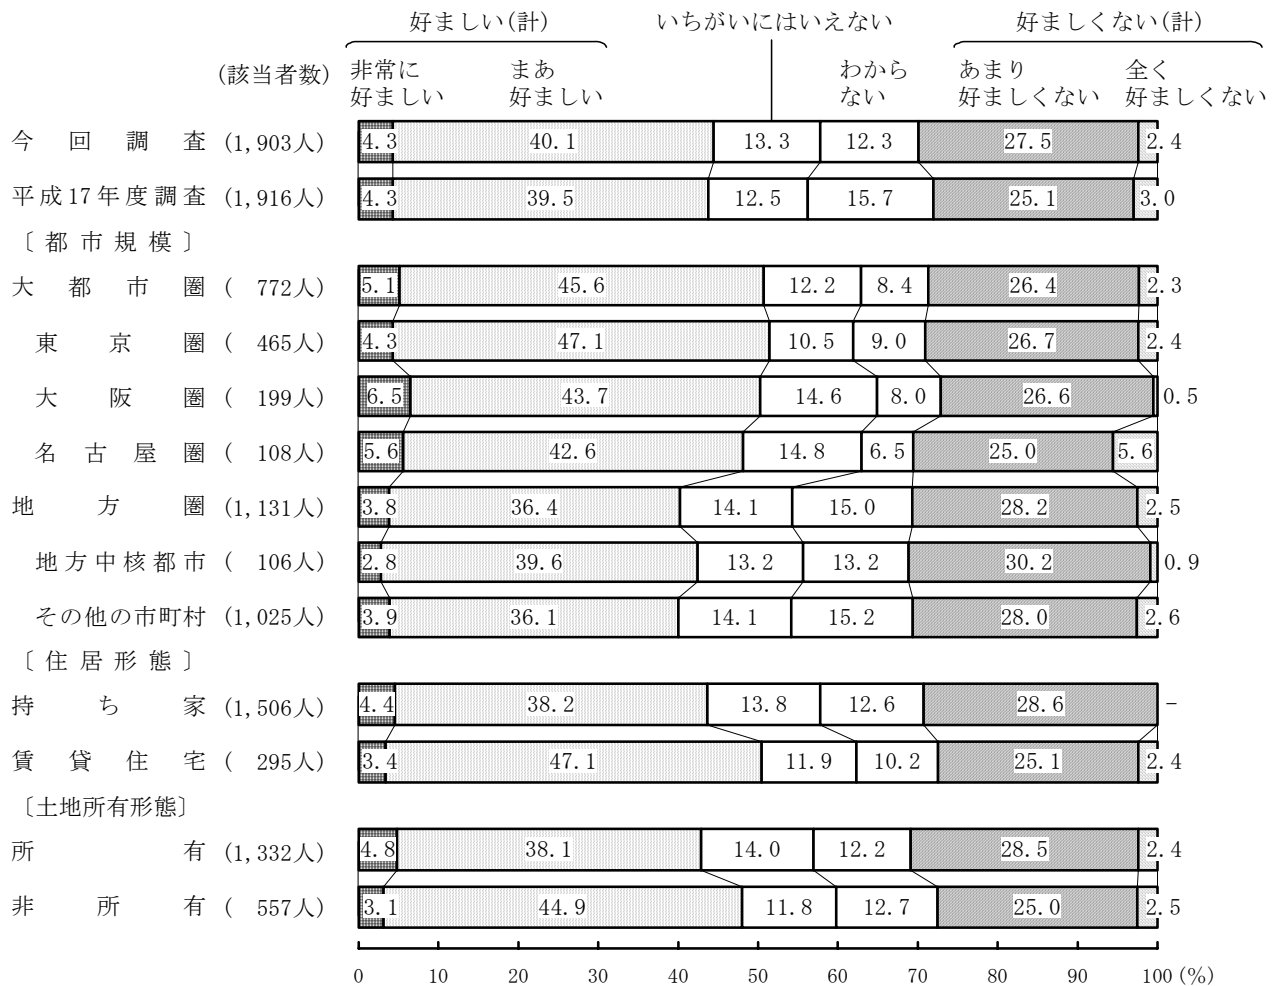 好ましい(計) いちがいにはいえない 好ましくない(計)
(該当者数) 非常に好ましい まあ好ましい わからない あまり好ましくない 全く好ましくない
今回調査 (1,903人) 4.3 40.1 13.3 12.3 27.5 2.4
平成17年度調査 (1,916人) 4.3 39.5 12.5 15.7 25.1 3.0
〔都市規模〕
大都市圏 ( 772人) 5.1 45.6 12.2 8.4 26.4 2.3
東京圏 ( 465人) 4.3 47.1 10.5 9.0 26.7 2.4
大阪圏 ( 199人) 6.5 43.7 14.6 8.0 26.6 0.5
名古屋圏 ( 108人) 5.6 42.6 14.8 6.5 25.0 5.6
地方圏 (1,131人) 3.8 36.4 14.1 15.0 28.2 2.5
地方中核都市 ( 106人) 2.8 39.6 13.2 13.2 30.2 0.9
その他の市町村 (1,025人) 3.9 36.1 14.1 15.2 28.0 2.6
〔住居形態〕
持ち家 (1,506人) 4.4 38.2 13.8 12.6 28.6 -
賃貸住宅 ( 295人) 3.4 47.1 11.9 10.2 25.1 2.4
〔土地所有形態〕
所有 (1,332人) 4.8 38.1 14.0 12.2 28.5 2.4
非所有 ( 557人) 3.1 44.9 11.8 12.7 25.0 2.5
0 10 20 30 40 50 60 70 80 90 100 (%)